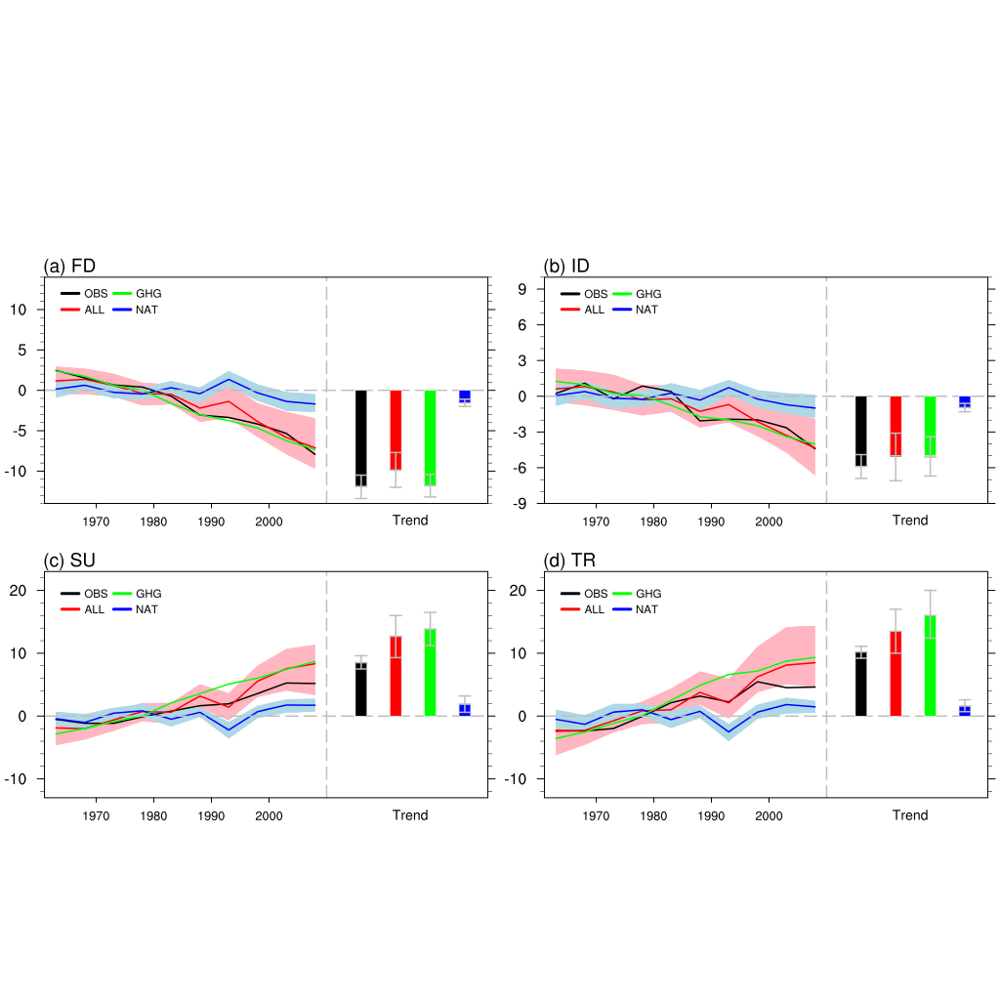 (a) FD
OBS GHG
ALL NAT
10
5
0
-5
-10
1970 1980 1990 2000 Trend
(b) ID
OBS GHG
ALL NAT
9
6
3
0
-3
-6
-9
1970 1980 1990 2000 Trend
(c) SU
OBS GHG
ALL NAT
20
10
0
-10
1970 1980 1990 2000 Trend
(d) TR
OBS GHG
ALL NAT
20
10
0
-10
1970 1980 1990 2000 Trend